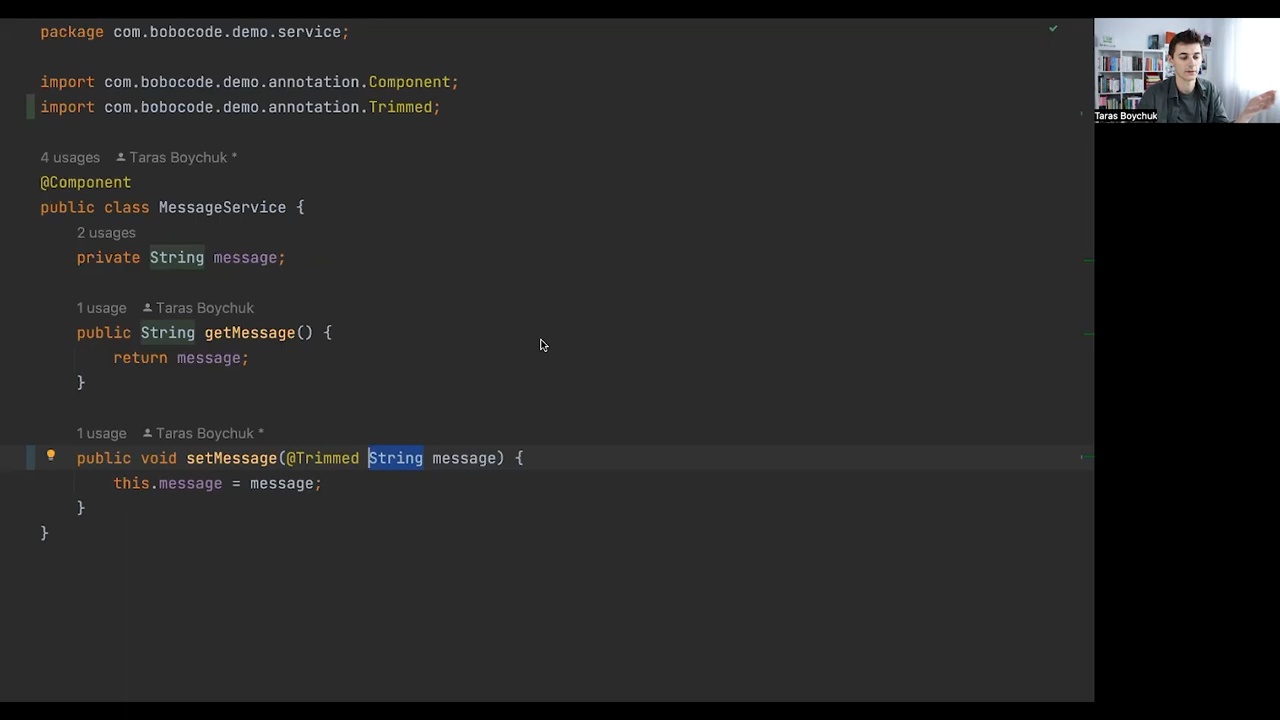 package com.bobocode.demo.service;
import com.bobocode.demo.annotation.Component;
import com.bobocode.demo.annotation.Trimmed;
4 usages Taras Boychuk *
@Component
public class MessageService {
2 usages
private String message;
1 usage Taras Boychuk
public String getMessage() {
return message;
}
1 usage Taras Boychuk *
public void setMessage(@Trimmed String message) {
this.message = message;
}
}
Taras Boychuk